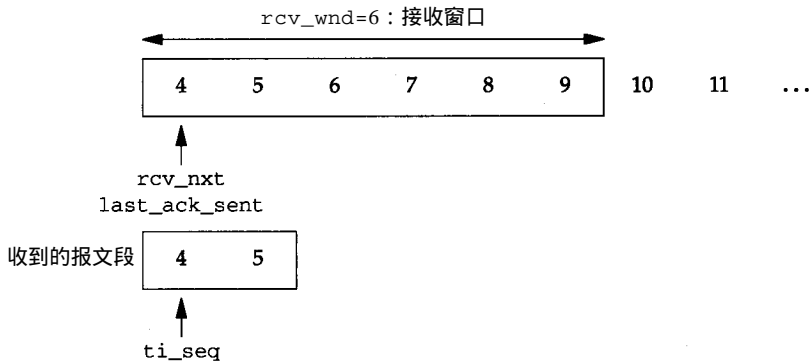 rcv_wnd=6：接收窗口
4 5 6 7 8 9 10 11 ...
rcv_nxt
last_ack_sent
收到的报文段 4 5
ti_seq